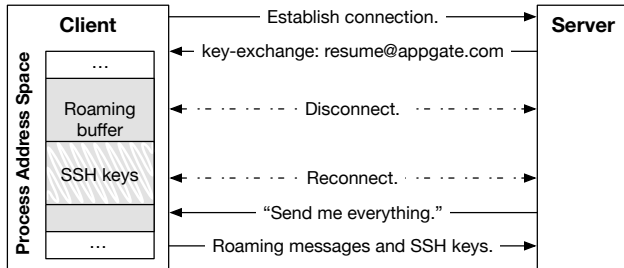 Client
Process Address Space
…
Roaming
buffer
SSH keys
…
Establish connection.
key-exchange: resume@appgate.com
Disconnect.
Reconnect.
“Send me everything.”
Roaming messages and SSH keys.
Server